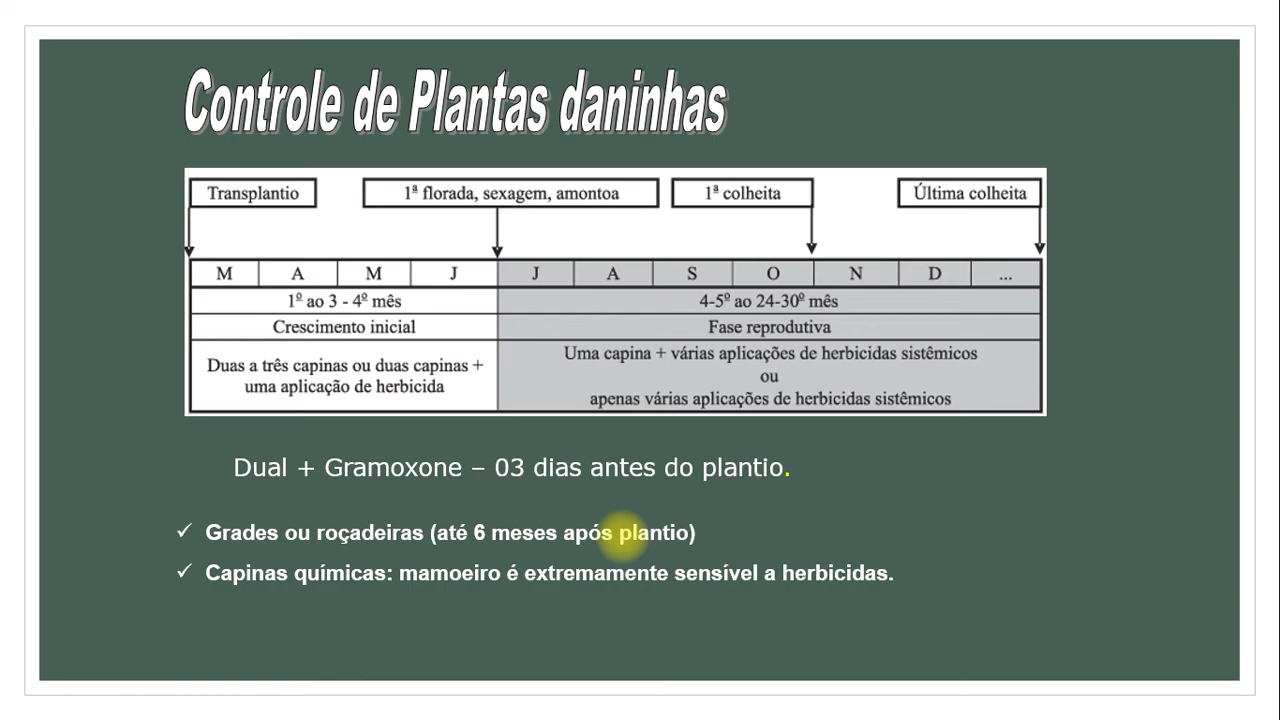 Controle de Plantas daninhas
Transplantio 1ª florada, sexagem, amontoa 1ª colheita Última colheita
M A M J J A S O N D ...
1º ao 3 - 4º mês 4-5º ao 24-30º mês
Crescimento inicial Fase reprodutiva
Duas a três capinas ou duas capinas +
uma aplicação de herbicida
Uma capina + várias aplicações de herbicidas sistêmicos
ou
apenas várias aplicações de herbicidas sistêmicos
Dual + Gramoxone – 03 dias antes do plantio.
✓ Grades ou roçadeiras (até 6 meses após plantio)
✓ Capinas químicas: mamoeiro é extremamente sensível a herbicidas.